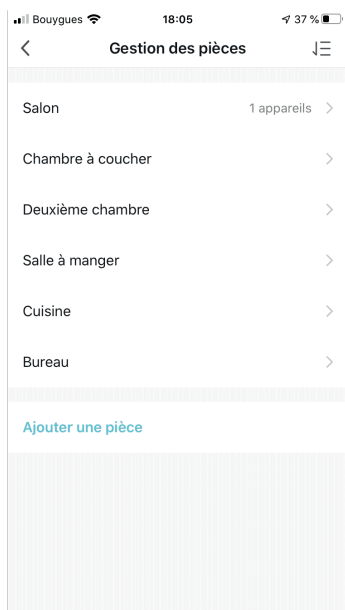 Bouygues 18:05 37 %
Gestion des pièces
Salon 1 appareils
Chambre à coucher
Deuxième chambre
Salle à manger
Cuisine
Bureau
Ajouter une pièce